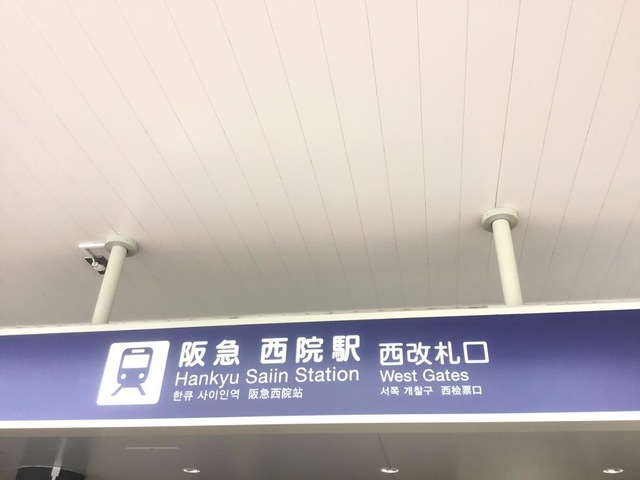 阪急 西院駅 西改札口
Hankyu Saiin Station West Gates
한큐 사이인역 阪急西院站 서쪽 개찰구 西检票口